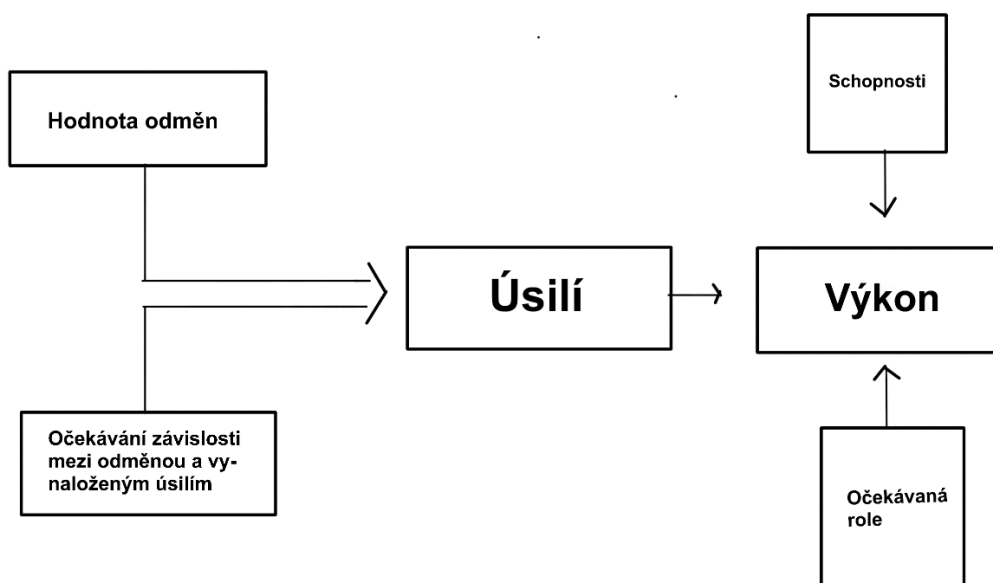 Schopnosti
Hodnota odměn
Úsilí
Výkon
Očekávání závislosti
mezi odměnou a vy-
naloženým úsilím
Očekávaná
role